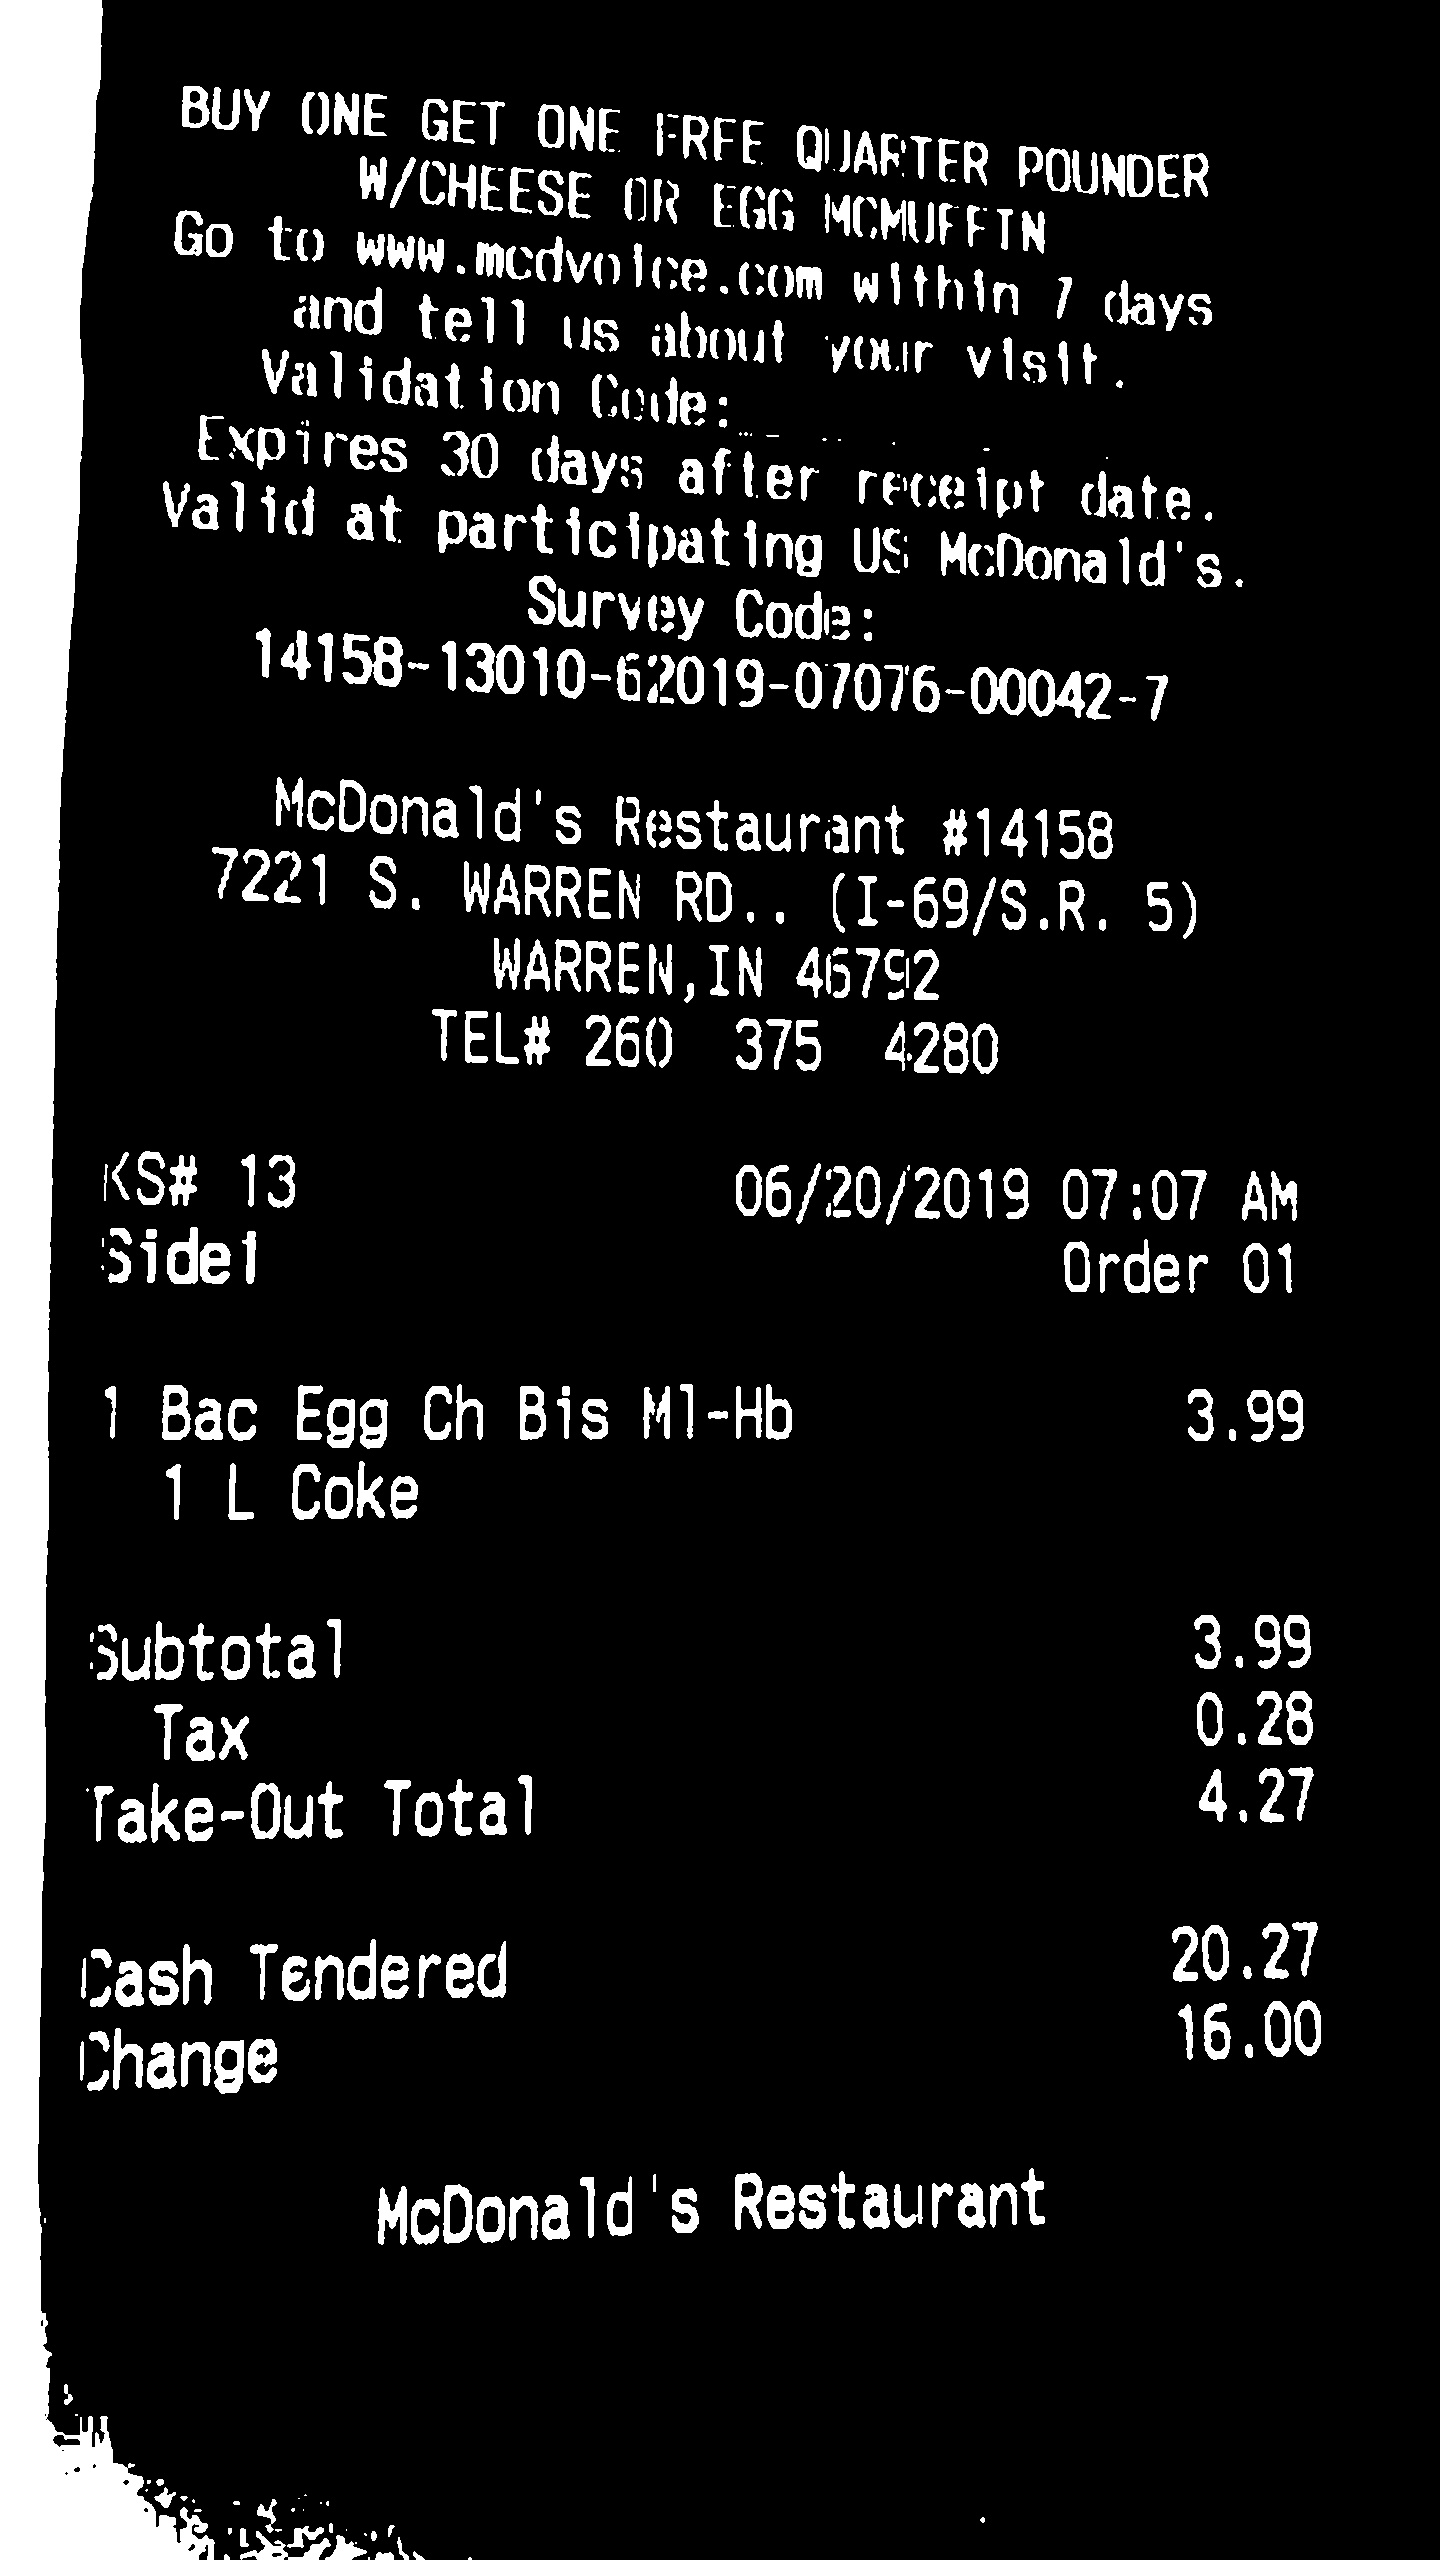 BUY ONE GET ONE FREE QUARTER POUNDER
W/CHEESE OR EGG MCMUFFIN
Go to www.mcdvoice.com within 7 days
and tell us about your visit.
Validation Code:
Expires 30 days after receipt date.
Valid at participating US McDonald's.
Survey Code:
14158-13010-62019-07076-00042-7
McDonald's Restaurant #14158
7221 S. WARREN RD.. (I-69/S.R. 5)
WARREN,IN 46792
TEL# 260 375 4280
KS# 13 06/20/2019 07:07 AM
Side1 Order 01
1 Bac Egg Ch Bis Ml-Hb 3.99
1 L Coke
Subtotal 3.99
Tax 0.28
Take-Out Total 4.27
Cash Tendered 20.27
Change 16.00
McDonald's Restaurant